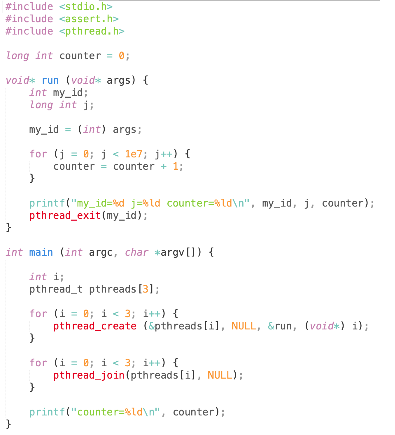 #include <stdio.h>
#include <assert.h>
#include <pthread.h>

long int counter = 0;

void* run (void* args) {
    int my_id;
    long int j;

    my_id = (int) args;

    for (j = 0; j < 1e7; j++) {
        counter = counter + 1;
    }

    printf("my_id=%d j=%ld counter=%ld\n", my_id, j, counter);
    pthread_exit(my_id);
}

int main (int argc, char *argv[]) {

    int i;
    pthread_t pthreads[3];

    for (i = 0; i < 3; i++) {
        pthread_create (&pthreads[i], NULL, &run, (void*) i);
    }

    for (i = 0; i < 3; i++) {
        pthread_join(pthreads[i], NULL);
    }

    printf("counter=%ld\n", counter);
}